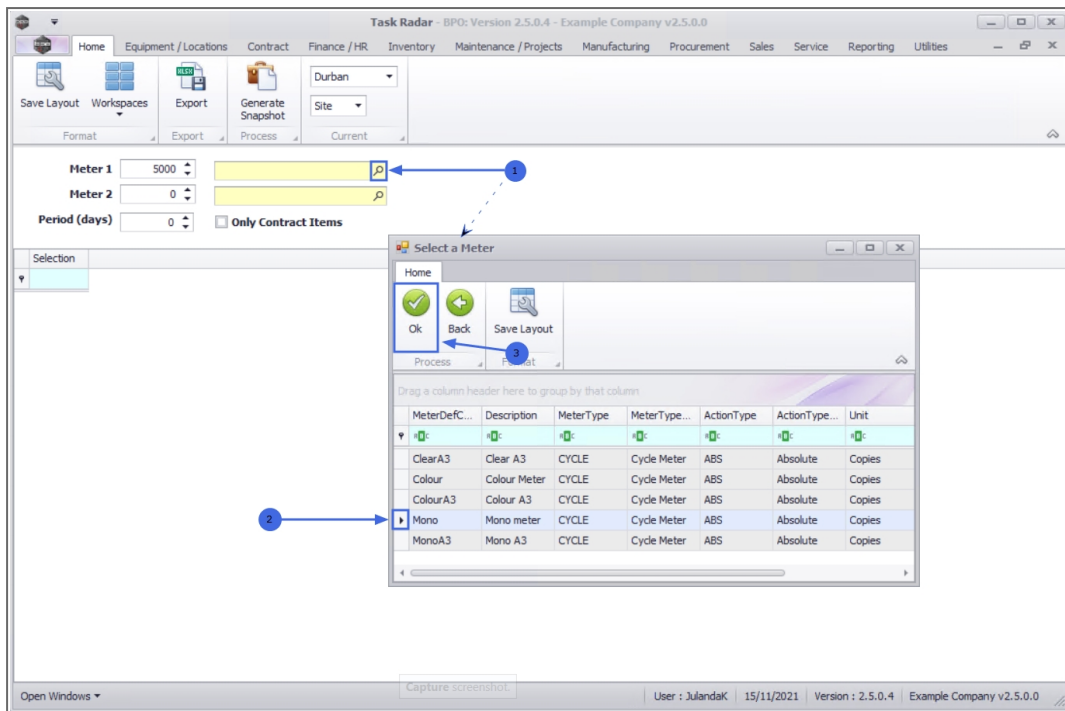 Task Radar - BPO: Version 2.5.0.4 - Example Company v2.5.0.0
Home Equipment / Locations Contract Finance / HR Inventory Maintenance / Projects Manufacturing Procurement Sales Service Reporting Utilities
Save Layout Workspaces Export Generate Snapshot Durban
Site
Format Export Process Current
Meter 1 5000
1
Meter 2 0
Period (days) 0 Only Contract Items
Selection
Select a Meter
Home
Ok Back Save Layout
3
Process
Drag a column header here to group by that column
MeterDefC... Description MeterType MeterType... ActionType ActionType... Unit
ClearA3 Clear A3 CYCLE Cycle Meter ABS Absolute Copies
Colour Colour Meter CYCLE Cycle Meter ABS Absolute Copies
ColourA3 Colour A3 CYCLE Cycle Meter ABS Absolute Copies
2 Mono Mono meter CYCLE Cycle Meter ABS Absolute Copies
MonoA3 Mono A3 CYCLE Cycle Meter ABS Absolute Copies
Capture screenshot.
Open Windows User : JulandaK 15/11/2021 Version : 2.5.0.4 Example Company v2.5.0.0